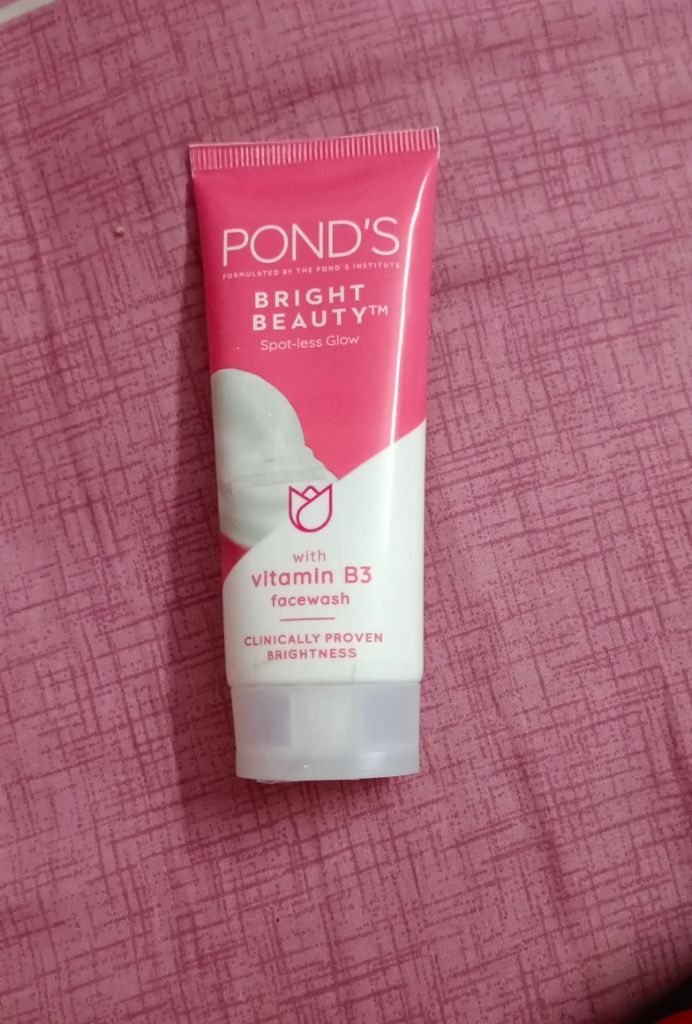 POND'S
FORMULATED BY THE POND'S INSTITUTE
BRIGHT
BEAUTY™
Spot-less Glow
with
vitamin B3
facewash
CLINICALLY PROVEN
BRIGHTNESS